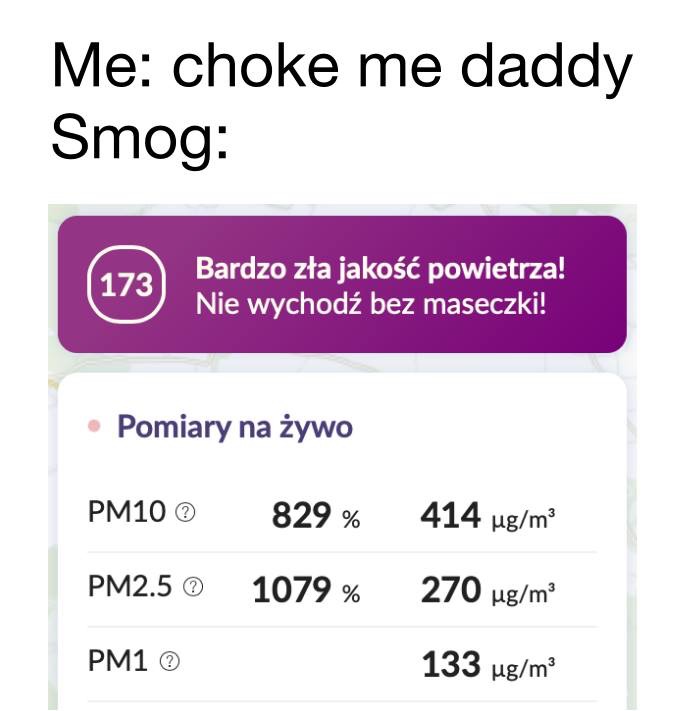 Me: choke me daddy
Smog:
173
Bardzo zła jakość powietrza!
Nie wychodź bez maseczki!
Pomiary na żywo
PM10 ? 829 % 414 µg/m³
PM2.5 ? 1079 % 270 µg/m³
PM1 ? 133 µg/m³